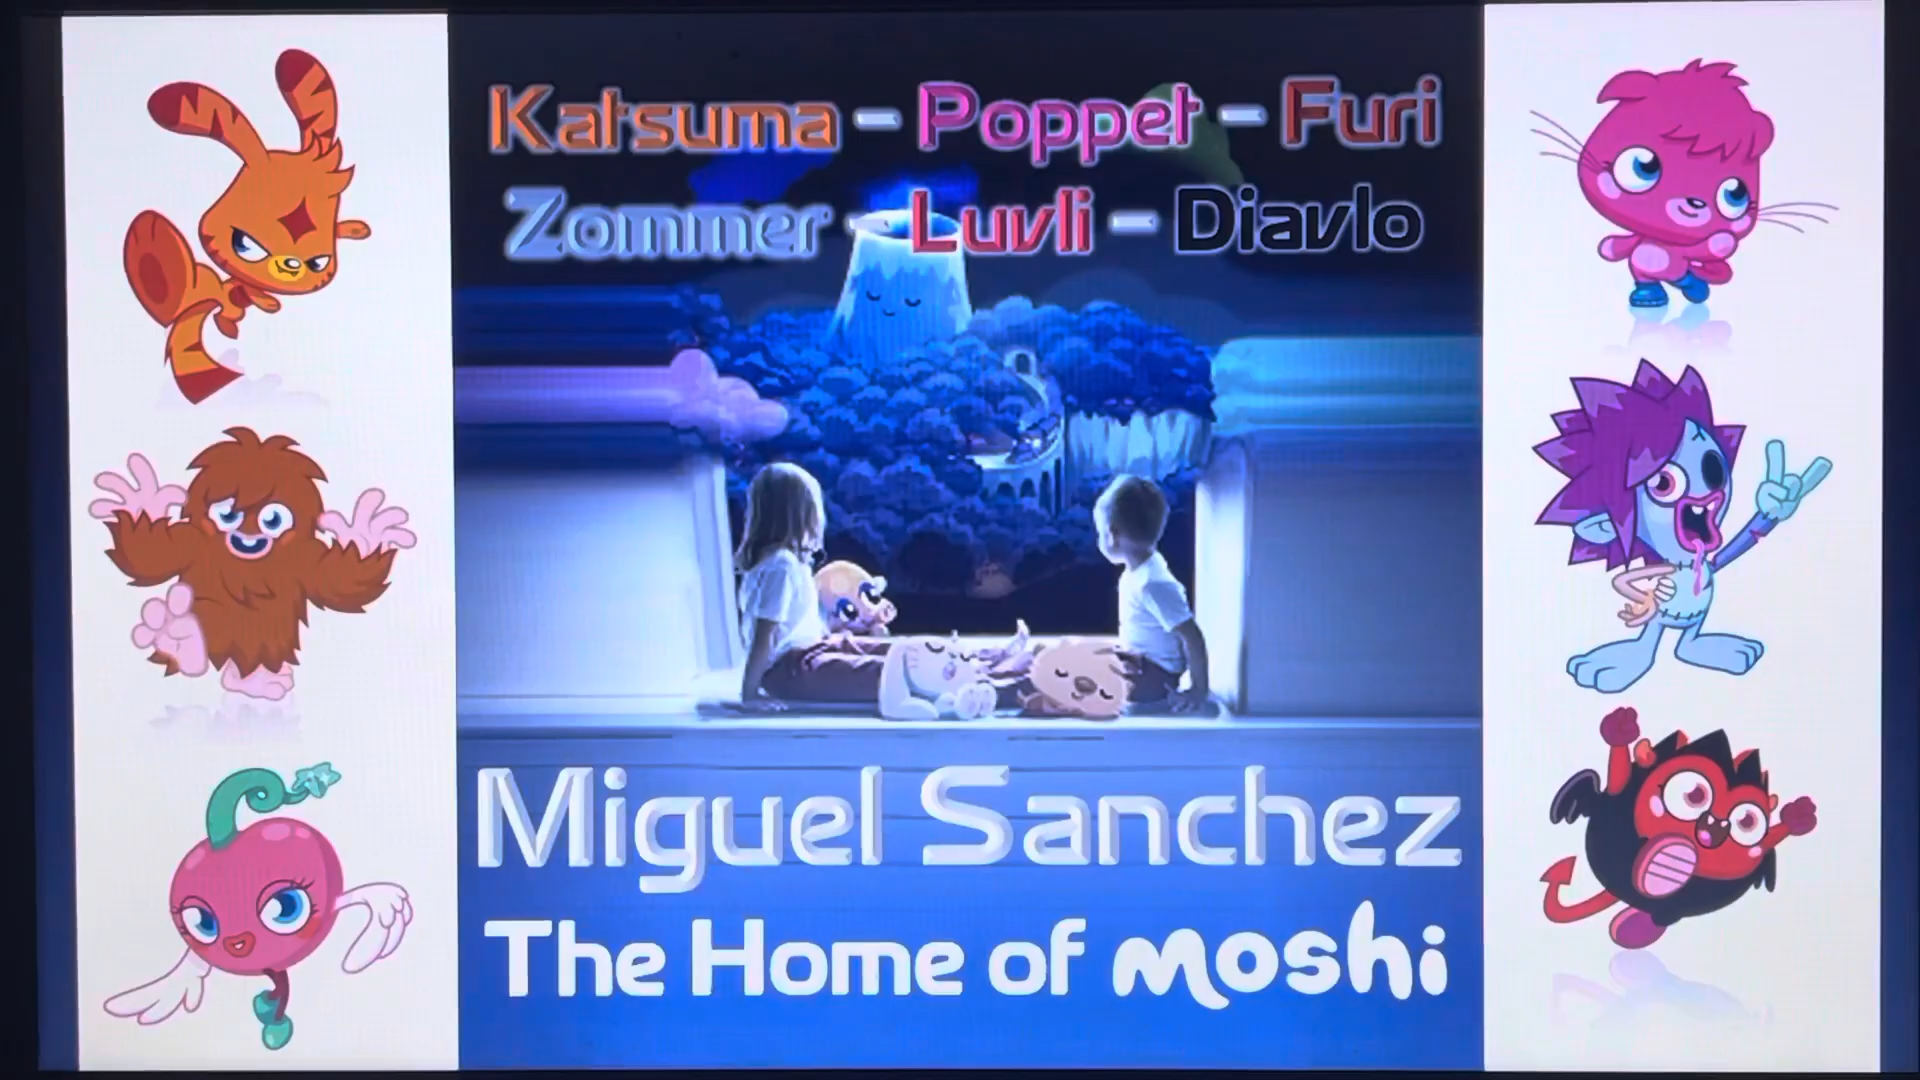 Katsuma - Poppet - Furi
Zommer - Luvli - Diavlo
Miguel Sanchez
The Home of moshi